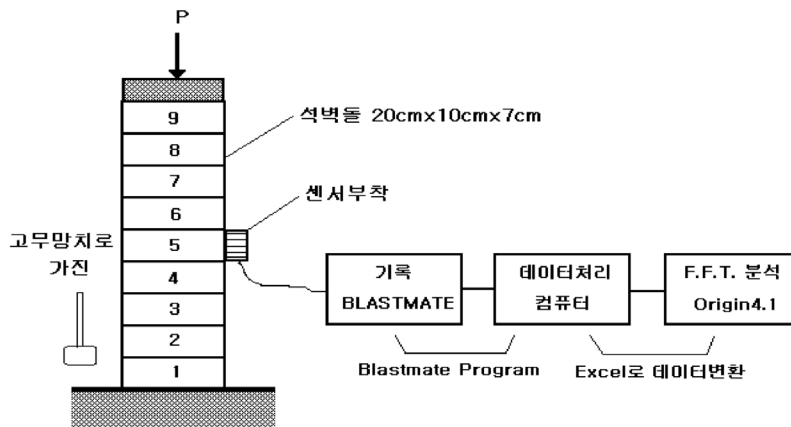 P
9
8
7
6
5
4
3
2
1
석벽돌 20cmx10cmx7cm
센서부착
고무망치로
가진
기록
BLASTMATE
데이터처리
컴퓨터
F.F.T. 분석
Origin4.1
Blastmate Program
Excel로 데이터변환